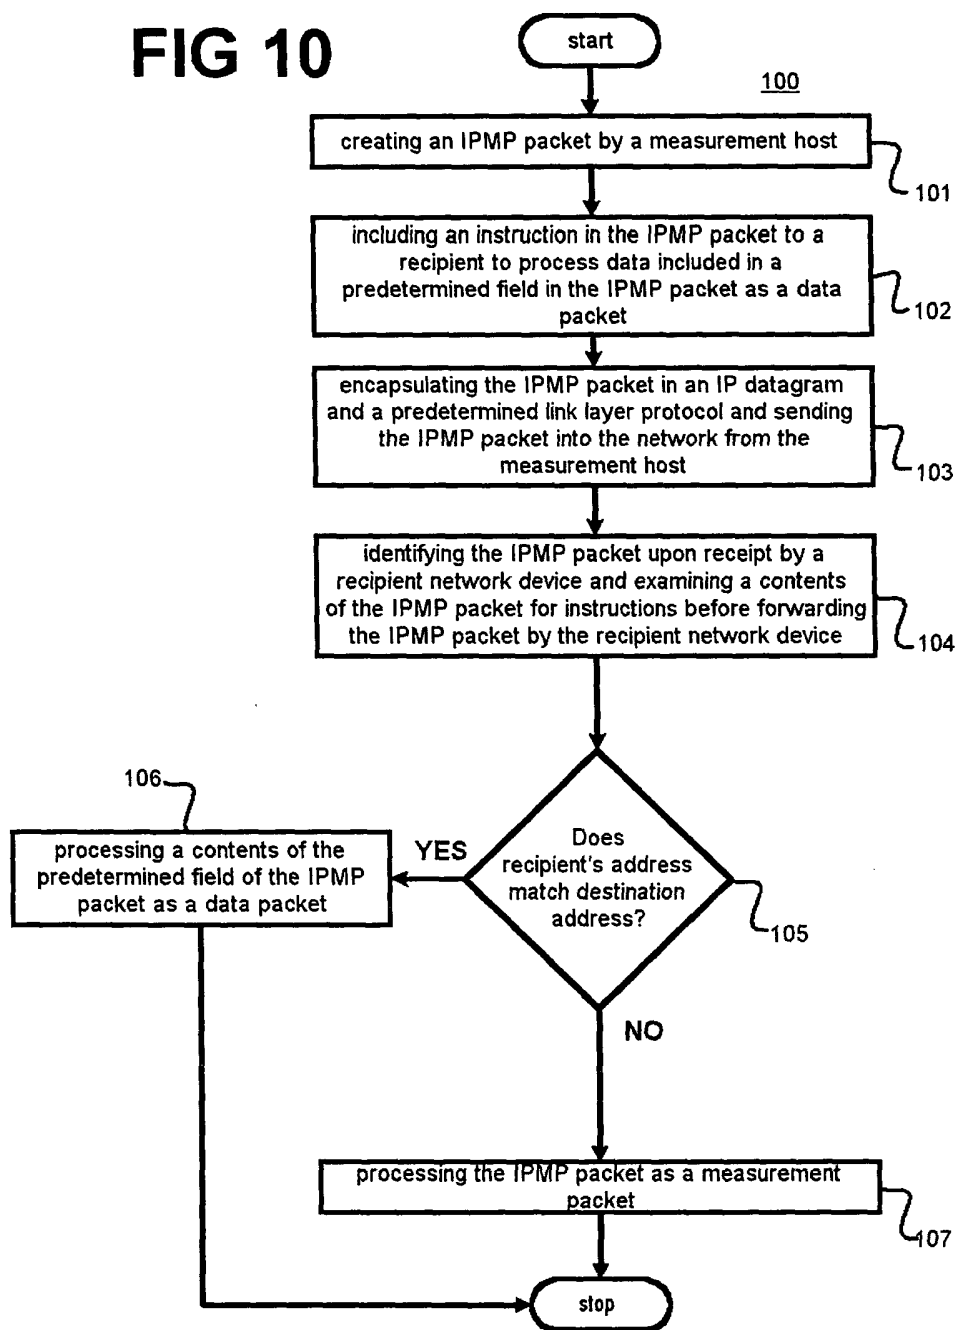 FIG 10
start
100
creating an IPMP packet by a measurement host
101
including an instruction in the IPMP packet to a
recipient to process data included in a
predetermined field in the IPMP packet as a data
packet
102
encapsulating the IPMP packet in an IP datagram
and a predetermined link layer protocol and sending
the IPMP packet into the network from the
measurement host
103
identifying the IPMP packet upon receipt by a
recipient network device and examining a contents
of the IPMP packet for instructions before forwarding
the IPMP packet by the recipient network device
104
106
processing a contents of the
predetermined field of the IPMP
packet as a data packet
YES
Does
recipient's address
match destination
address?
105
NO
processing the IPMP packet as a measurement
packet
107
stop